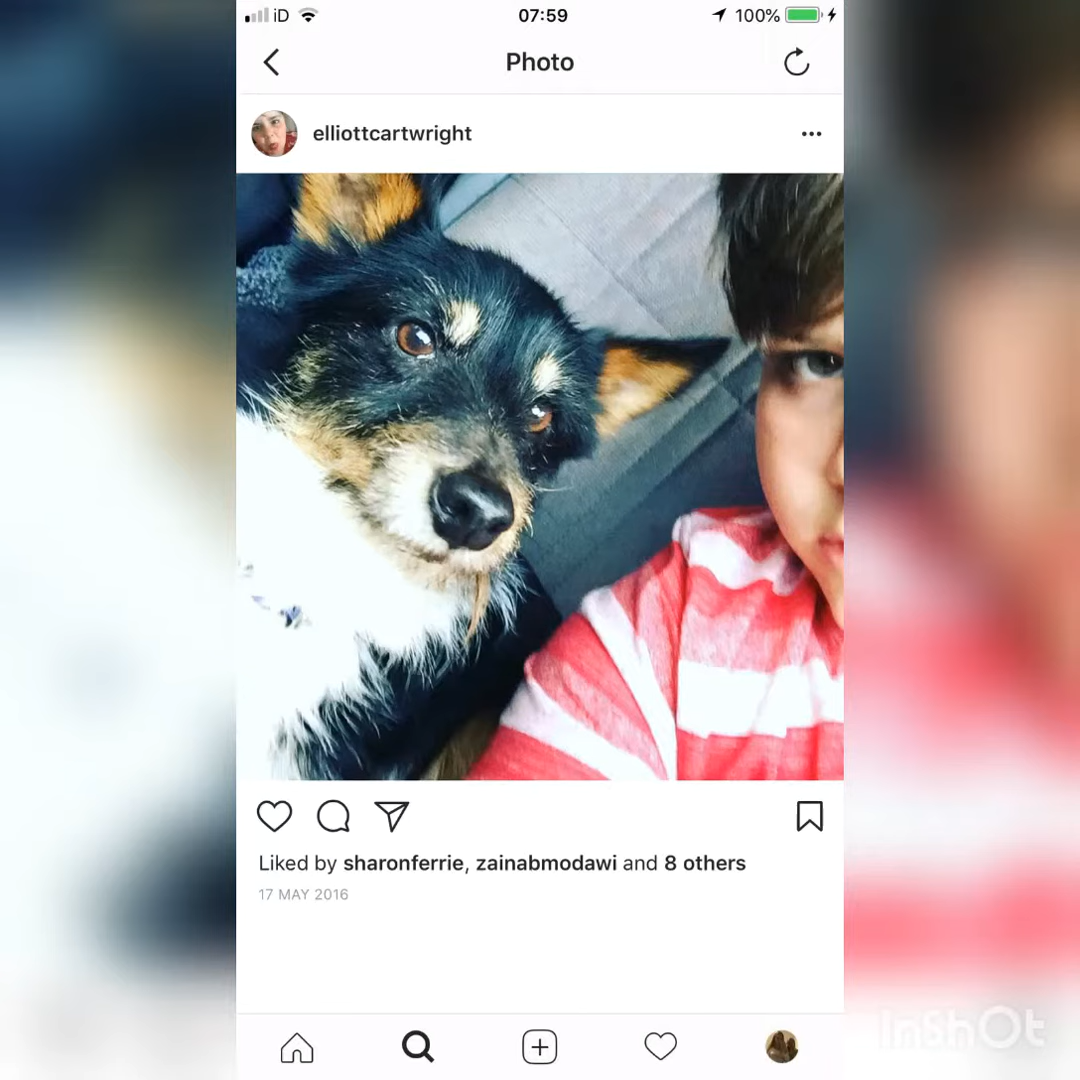 iD 07:59 100%
Photo
elliottcartwright
Liked by sharonferrie, zainabmodawi and 8 others
17 MAY 2016
InShOt